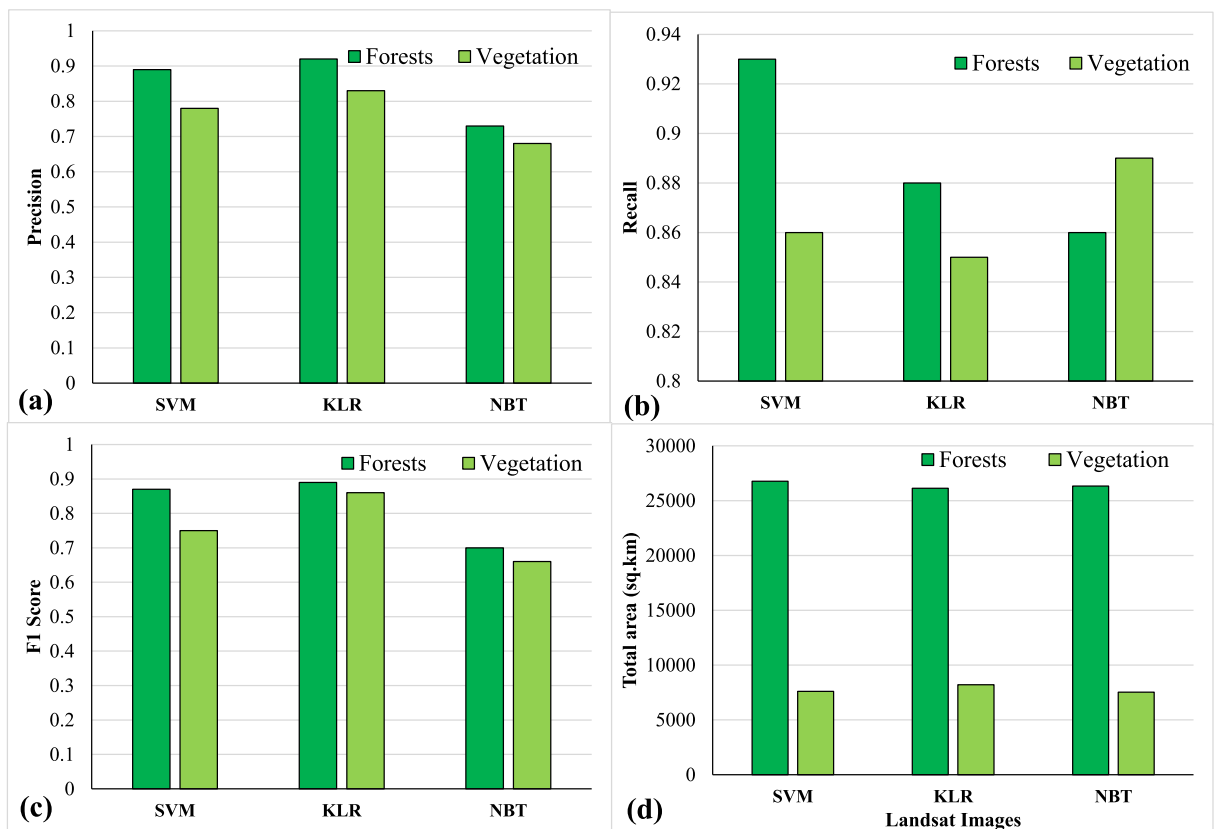 1
0.9
0.8
0.7
0.6
0.5
0.4
0.3
0.2
0.1
0
Precision
Forests Vegetation
SVM KLR NBT
(a)
0.94
0.92
0.9
0.88
0.86
0.84
0.82
0.8
Recall
Forests Vegetation
SVM KLR NBT
(b)
1
0.9
0.8
0.7
0.6
0.5
0.4
0.3
0.2
0.1
0
F1 Score
Forests Vegetation
SVM KLR NBT
(c)
30000
25000
20000
15000
10000
5000
0
Total area (sq.km)
Forests Vegetation
SVM KLR NBT
Landsat Images
(d)